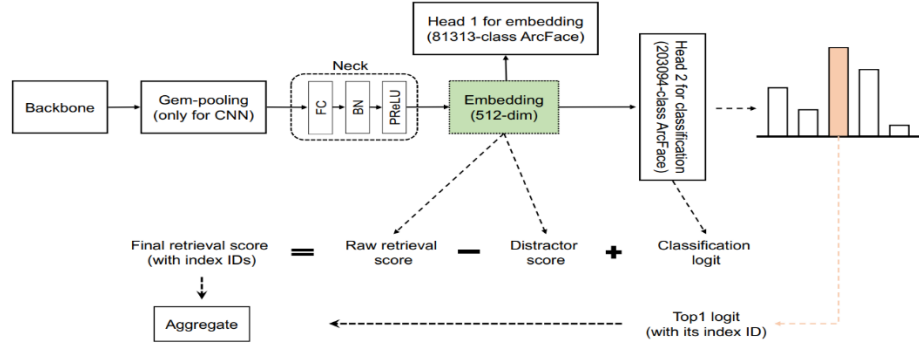 Head 1 for embedding
(81313-class ArcFace)
Neck
Backbone
Gem-pooling
(only for CNN)
FC
BN
PReLU
Embedding
(512-dim)
Head 2 for classification
(203094-class ArcFace)
Final retrieval score
(with index IDs)
=
Raw retrieval
score
−
Distractor
score
+
Classification
logit
Aggregate
Top1 logit
(with its index ID)